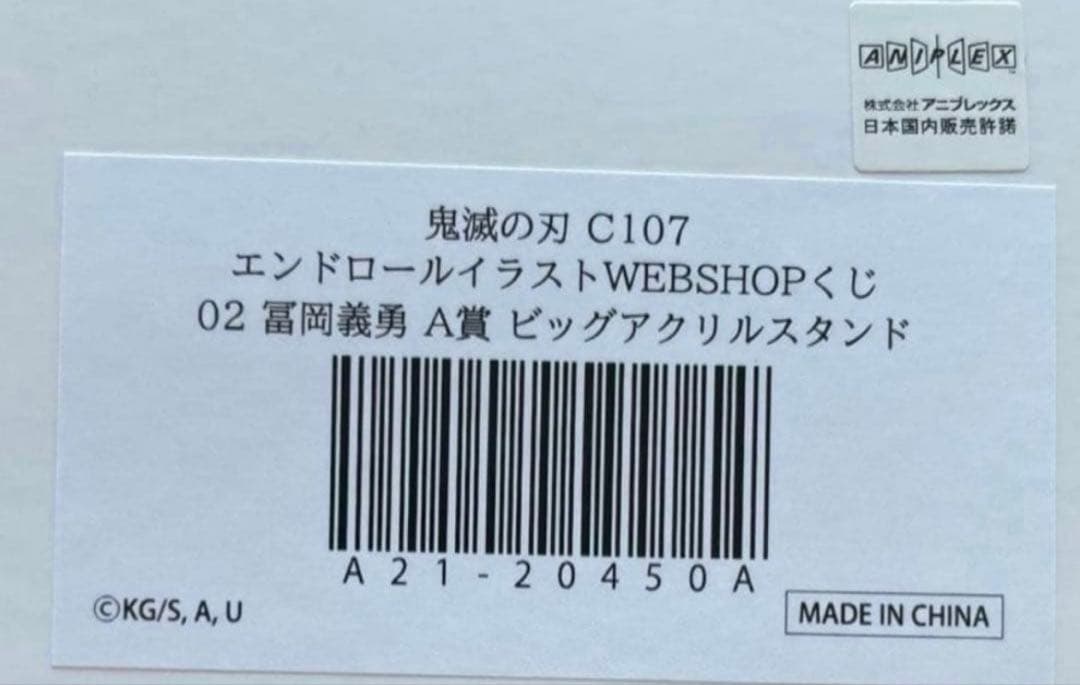 ANIPLEX
株式会社アニプレックス
日本国内販売許諾
鬼滅の刃 C107
エンドロールイラストWEBSHOPくじ
02 冨岡義勇 A賞 ビッグアクリルスタンド
A21-20450A
©KG/S, A, U
MADE IN CHINA